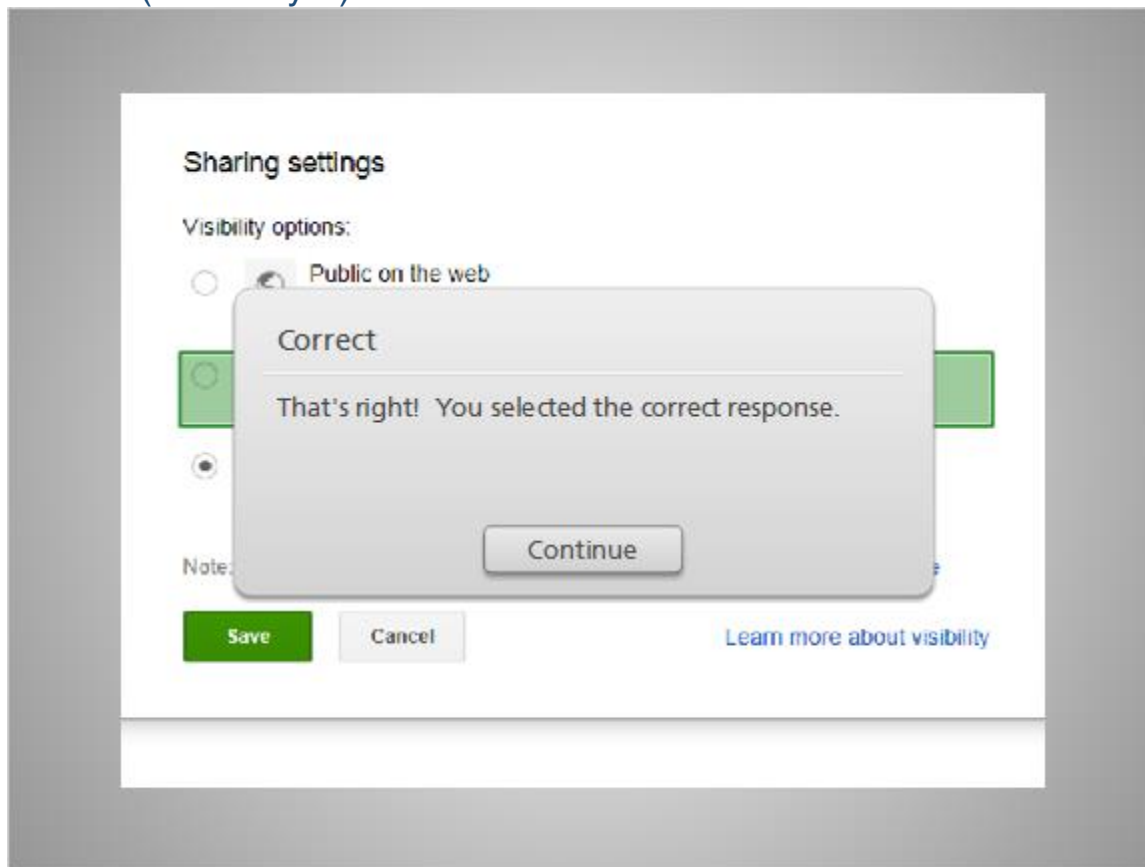 Sharing settings
Visibility options:
Public on the web
Correct
That's right! You selected the correct response.
Continue
Note:
Save
Cancel
Learn more about visibility